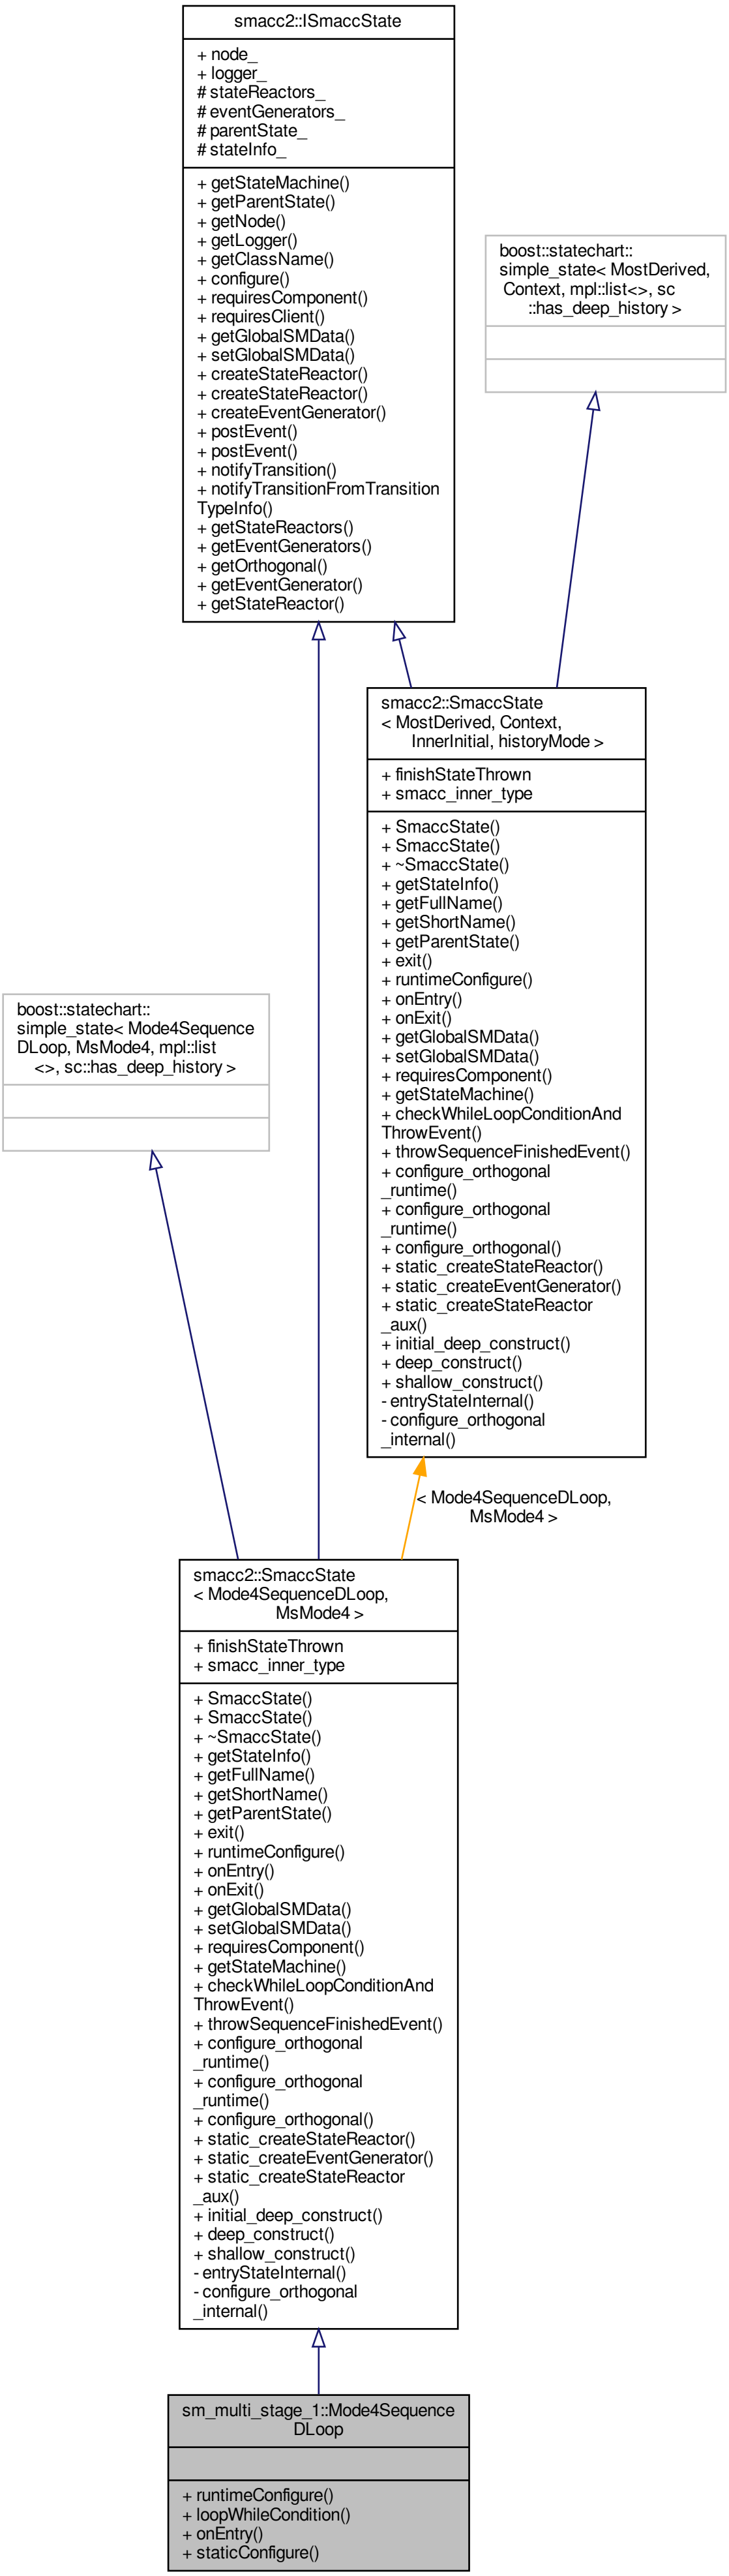 smacc2::ISmaccState
+ node_
+ logger_
# stateReactors_
# eventGenerators_
# parentState_
# stateInfo_
+ getStateMachine()
+ getParentState()
+ getNode()
+ getLogger()
+ getClassName()
+ configure()
+ requiresComponent()
+ requiresClient()
+ getGlobalSMData()
+ setGlobalSMData()
+ createStateReactor()
+ createStateReactor()
+ createEventGenerator()
+ postEvent()
+ postEvent()
+ notifyTransition()
+ notifyTransitionFromTransition
TypeInfo()
+ getStateReactors()
+ getEventGenerators()
+ getOrthogonal()
+ getEventGenerator()
+ getStateReactor()
boost::statechart::
simple_state< MostDerived,
Context, mpl::list<>, sc
::has_deep_history >
smacc2::SmaccState
< MostDerived, Context,
InnerInitial, historyMode >
+ finishStateThrown
+ smacc_inner_type
+ SmaccState()
+ SmaccState()
+ ~SmaccState()
+ getStateInfo()
+ getFullName()
+ getShortName()
+ getParentState()
+ exit()
+ runtimeConfigure()
+ onEntry()
+ onExit()
+ getGlobalSMData()
+ setGlobalSMData()
+ requiresComponent()
+ getStateMachine()
+ checkWhileLoopConditionAnd
ThrowEvent()
+ throwSequenceFinishedEvent()
+ configure_orthogonal
_runtime()
+ configure_orthogonal
_runtime()
+ configure_orthogonal()
+ static_createStateReactor()
+ static_createEventGenerator()
+ static_createStateReactor
_aux()
+ initial_deep_construct()
+ deep_construct()
+ shallow_construct()
- entryStateInternal()
- configure_orthogonal
_internal()
boost::statechart::
simple_state< Mode4Sequence
DLoop, MsMode4, mpl::list
<>, sc::has_deep_history >
< Mode4SequenceDLoop,
MsMode4 >
smacc2::SmaccState
< Mode4SequenceDLoop,
MsMode4 >
+ finishStateThrown
+ smacc_inner_type
+ SmaccState()
+ SmaccState()
+ ~SmaccState()
+ getStateInfo()
+ getFullName()
+ getShortName()
+ getParentState()
+ exit()
+ runtimeConfigure()
+ onEntry()
+ onExit()
+ getGlobalSMData()
+ setGlobalSMData()
+ requiresComponent()
+ getStateMachine()
+ checkWhileLoopConditionAnd
ThrowEvent()
+ throwSequenceFinishedEvent()
+ configure_orthogonal
_runtime()
+ configure_orthogonal
_runtime()
+ configure_orthogonal()
+ static_createStateReactor()
+ static_createEventGenerator()
+ static_createStateReactor
_aux()
+ initial_deep_construct()
+ deep_construct()
+ shallow_construct()
- entryStateInternal()
- configure_orthogonal
_internal()
sm_multi_stage_1::Mode4Sequence
DLoop
+ runtimeConfigure()
+ loopWhileCondition()
+ onEntry()
+ staticConfigure()